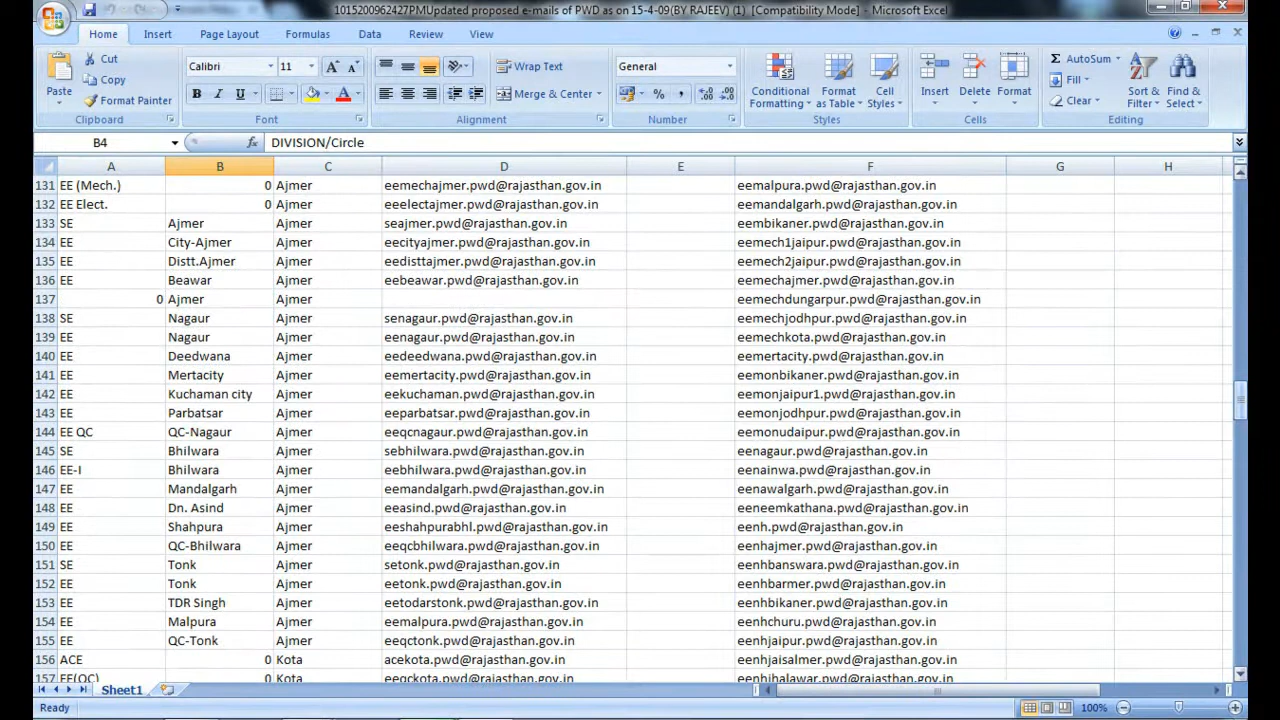 1015200962427PMUpdated proposed e-mails of PWD as on 15-4-09(BY RAJEEV) (1) [Compatibility Mode] - Microsoft Excel
Home Insert Page Layout Formulas Data Review View
Paste Cut Copy Format Painter Clipboard
Calibri 11 B I U Font
Wrap Text Merge & Center Alignment
General % , Number
Conditional Formatting Format as Table Cell Styles Styles
Insert Delete Format Cells
AutoSum Fill Clear Sort & Filter Find & Select Editing
B4 fx DIVISION/Circle
A B C D E F G H
131 EE (Mech.) 0 Ajmer eemechajmer.pwd@rajasthan.gov.in eemalpura.pwd@rajasthan.gov.in
132 EE Elect. 0 Ajmer eeelectajmer.pwd@rajasthan.gov.in eemandalgarh.pwd@rajasthan.gov.in
133 SE Ajmer Ajmer seajmer.pwd@rajasthan.gov.in eembikaner.pwd@rajasthan.gov.in
134 EE City-Ajmer Ajmer eecityajmer.pwd@rajasthan.gov.in eemech1jaipur.pwd@rajasthan.gov.in
135 EE Distt.Ajmer Ajmer eedisttajmer.pwd@rajasthan.gov.in eemech2jaipur.pwd@rajasthan.gov.in
136 EE Beawar Ajmer eebeawar.pwd@rajasthan.gov.in eemechajmer.pwd@rajasthan.gov.in
137 0 Ajmer Ajmer eemechdungarpur.pwd@rajasthan.gov.in
138 SE Nagaur Ajmer senagaur.pwd@rajasthan.gov.in eemechjodhpur.pwd@rajasthan.gov.in
139 EE Nagaur Ajmer eenagaur.pwd@rajasthan.gov.in eemechkota.pwd@rajasthan.gov.in
140 EE Deedwana Ajmer eedeedwana.pwd@rajasthan.gov.in eemertacity.pwd@rajasthan.gov.in
141 EE Mertacity Ajmer eemertacity.pwd@rajasthan.gov.in eemonbikaner.pwd@rajasthan.gov.in
142 EE Kuchaman city Ajmer eekuchaman.pwd@rajasthan.gov.in eemonjaipur1.pwd@rajasthan.gov.in
143 EE Parbatsar Ajmer eeparbatsar.pwd@rajasthan.gov.in eemonjodhpur.pwd@rajasthan.gov.in
144 EE QC QC-Nagaur Ajmer eeqcnagaur.pwd@rajasthan.gov.in eemonudaipur.pwd@rajasthan.gov.in
145 SE Bhilwara Ajmer sebhilwara.pwd@rajasthan.gov.in eenagaur.pwd@rajasthan.gov.in
146 EE-I Bhilwara Ajmer eebhilwara.pwd@rajasthan.gov.in eenainwa.pwd@rajasthan.gov.in
147 EE Mandalgarh Ajmer eemandalgarh.pwd@rajasthan.gov.in eenawalgarh.pwd@rajasthan.gov.in
148 EE Dn. Asind Ajmer eeasind.pwd@rajasthan.gov.in eeneemkathana.pwd@rajasthan.gov.in
149 EE Shahpura Ajmer eeshahpurabhl.pwd@rajasthan.gov.in eenh.pwd@rajasthan.gov.in
150 EE QC-Bhilwara Ajmer eeqcbhilwara.pwd@rajasthan.gov.in eenhajmer.pwd@rajasthan.gov.in
151 SE Tonk Ajmer setonk.pwd@rajasthan.gov.in eenhbanswara.pwd@rajasthan.gov.in
152 EE Tonk Ajmer eetonk.pwd@rajasthan.gov.in eenhbarmer.pwd@rajasthan.gov.in
153 EE TDR Singh Ajmer eetodarstonk.pwd@rajasthan.gov.in eenhbikaner.pwd@rajasthan.gov.in
154 EE Malpura Ajmer eemalpura.pwd@rajasthan.gov.in eenhchuru.pwd@rajasthan.gov.in
155 EE QC-Tonk Ajmer eeqctonk.pwd@rajasthan.gov.in eenhjaipur.pwd@rajasthan.gov.in
156 ACE 0 Kota acekota.pwd@rajasthan.gov.in eenhjaisalmer.pwd@rajasthan.gov.in
157 EE(QC) 0 Kota eeqckota.pwd@rajasthan.gov.in eenhjhalawar.pwd@rajasthan.gov.in
Sheet1
Ready 100%